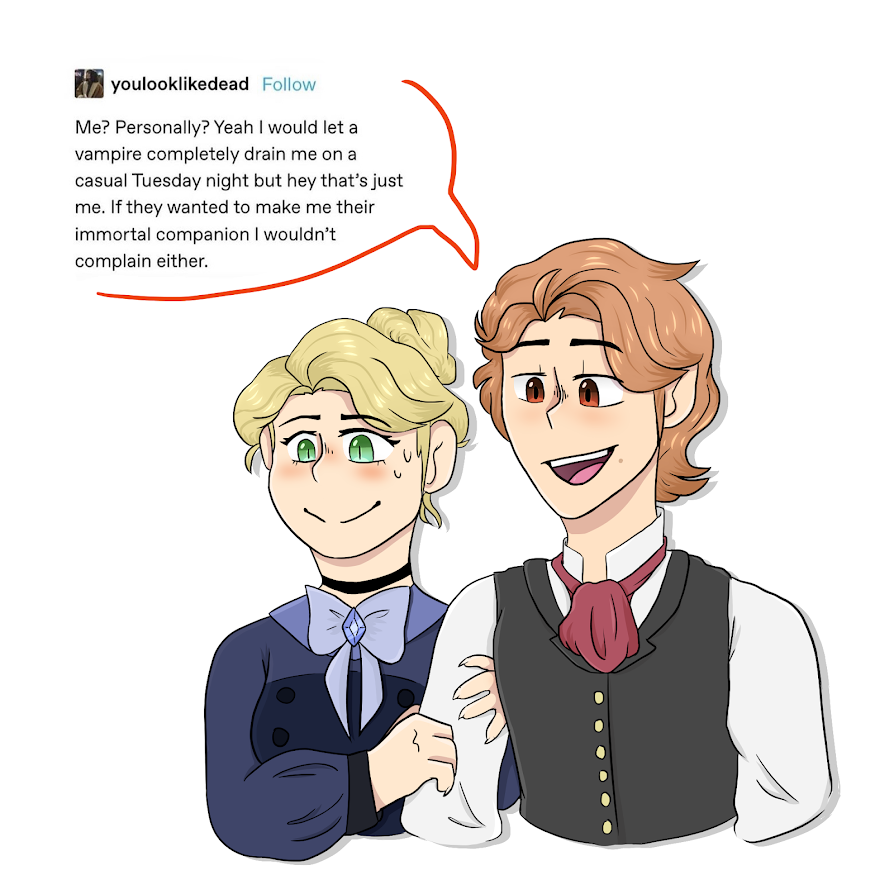 youlooklikedead Follow
Me? Personally? Yeah I would let a
vampire completely drain me on a
casual Tuesday night but hey that’s just
me. If they wanted to make me their
immortal companion I wouldn’t
complain either.